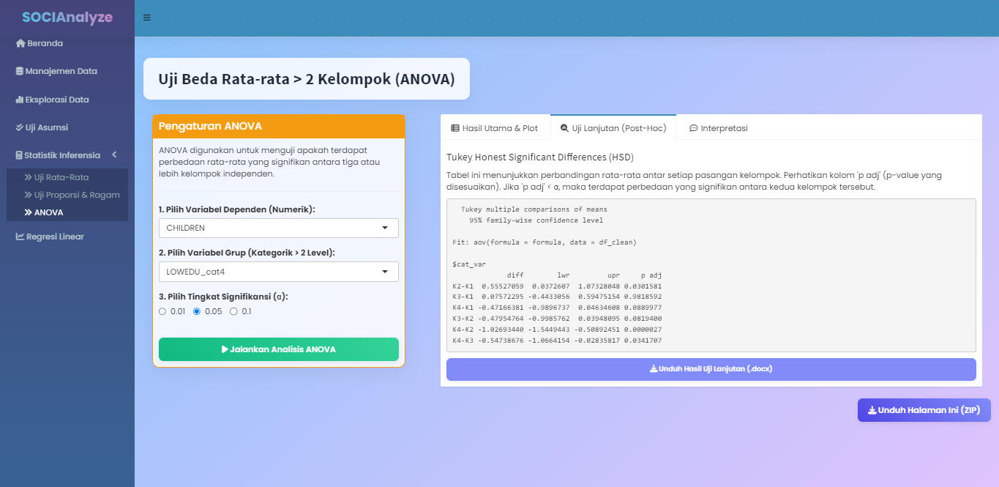 SOCIAnalyze
Beranda
Manajemen Data
Eksplorasi Data
Uji Asumsi
Statistik Inferensia
Uji Rata-Rata
Uji Proporsi & Ragam
ANOVA
Regresi Linear
Uji Beda Rata-rata > 2 Kelompok (ANOVA)
Pengaturan ANOVA
ANOVA digunakan untuk menguji apakah terdapat
perbedaan rata-rata yang signifikan antara tiga atau
lebih kelompok independen.
1. Pilih Variabel Dependen (Numerik):
CHILDREN
2. Pilih Variabel Grup (Kategorik > 2 Level):
LOWEDU_cat4
3. Pilih Tingkat Signifikansi (α):
0.01 0.05 0.1
Jalankan Analisis ANOVA
Hasil Utama & Plot Uji Lanjutan (Post-Hoc) Interpretasi
Tukey Honest Significant Differences (HSD)
Tabel ini menunjukkan perbandingan rata-rata antar setiap pasangan kelompok. Perhatikan kolom 'p adj' (p-value yang
disesuaikan). Jika 'p adj' < α, maka terdapat perbedaan yang signifikan antara kedua kelompok tersebut.
Tukey multiple comparisons of means
95% family-wise confidence level
Fit: aov(formula = formula, data = df_clean)
$cat_var
diff lwr upr p adj
K2-K1 0.55527059 0.0372607 1.07328048 0.0301581
K3-K1 0.07572295 -0.4433056 0.59475154 0.9818592
K4-K1 -0.47166381 -0.9896737 0.04634608 0.0889977
K3-K2 -0.47954764 -0.9985762 0.03948095 0.0819400
K4-K2 -1.02693440 -1.5449443 -0.50892451 0.0000027
K4-K3 -0.54738676 -1.0664154 -0.02835817 0.0341707
Unduh Hasil Uji Lanjutan (.docx)
Unduh Halaman Ini (ZIP)